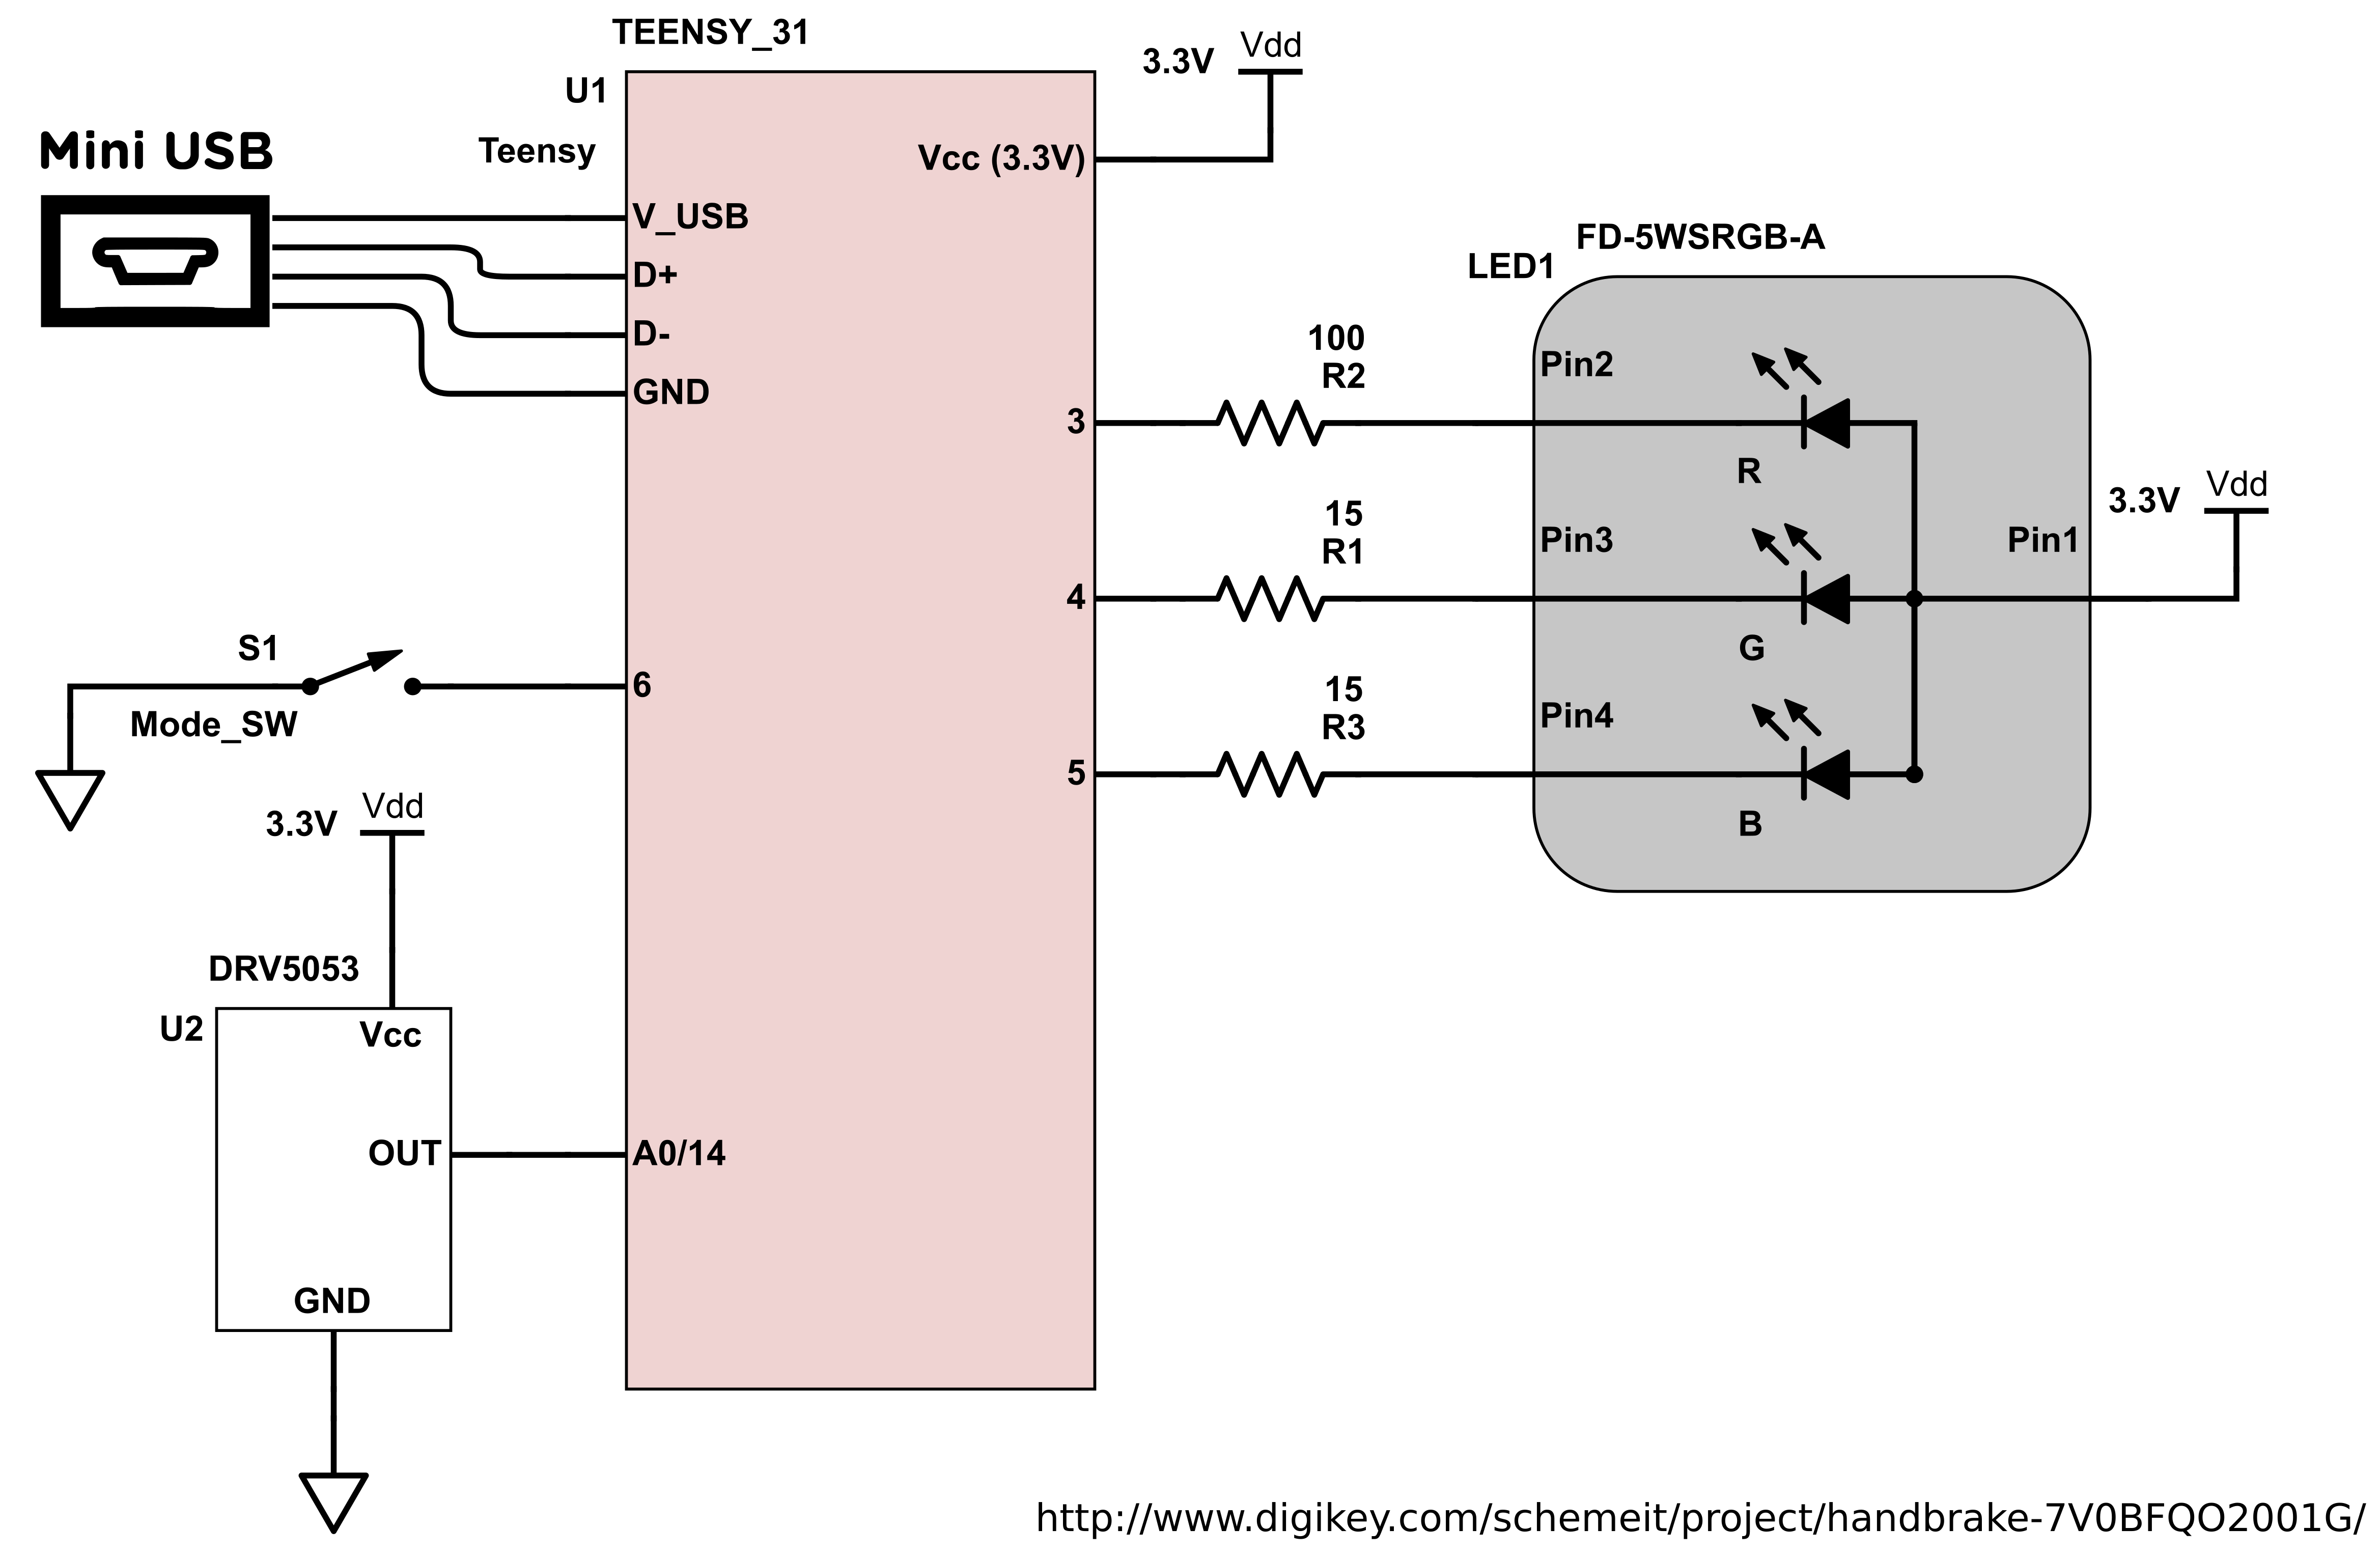 TEENSY_31
U1
Teensy
Mini USB
V_USB
D+
D-
GND
Vcc (3.3V)
3.3V
Vdd
FD-5WSRGB-A
LED1
100
R2
3
Pin2
R
15
R1
4
Pin3
G
Pin1
3.3V
Vdd
15
R3
5
Pin4
B
S1
Mode_SW
6
3.3V
Vdd
DRV5053
U2
Vcc
OUT
GND
A0/14
http://www.digikey.com/schemeit/project/handbrake-7V0BFQO2001G/